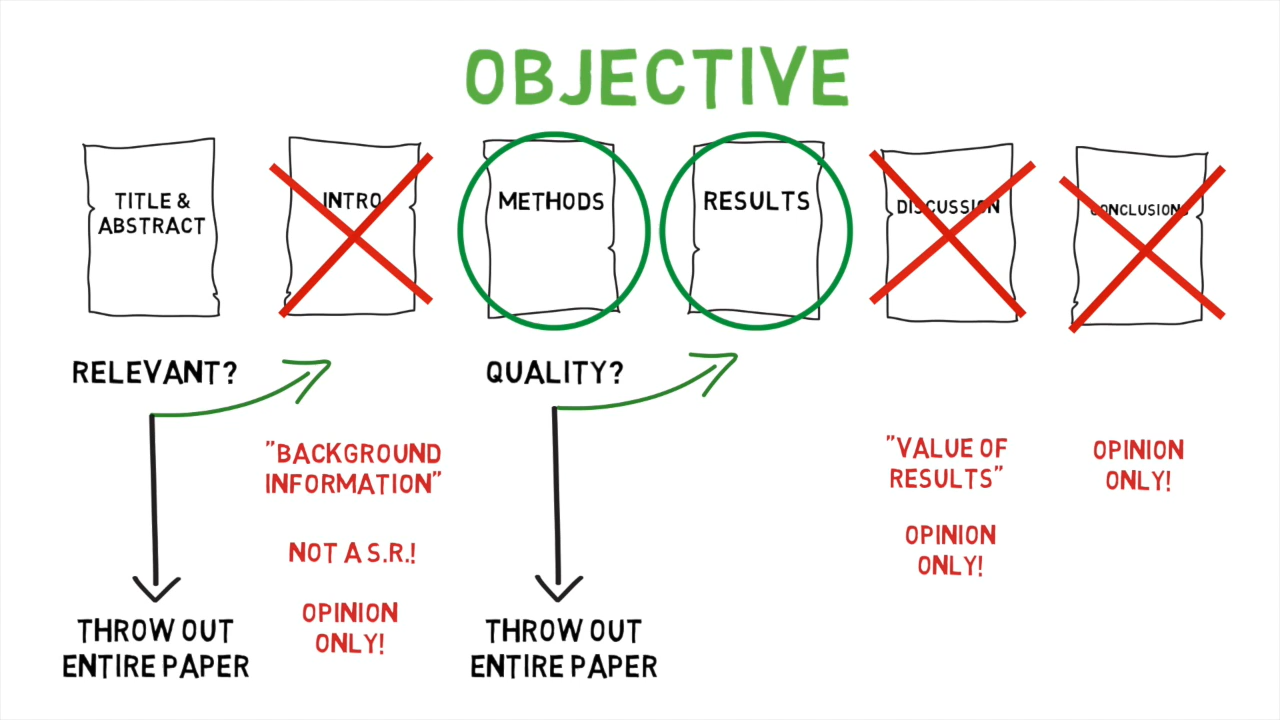 OBJECTIVE
TITLE &
ABSTRACT
INTRO
METHODS
RESULTS
DISCUSSION
CONCLUSIONS
RELEVANT?
QUALITY?
"BACKGROUND
INFORMATION"
NOT A S.R.!
OPINION
ONLY!
"VALUE OF
RESULTS"
OPINION
ONLY!
OPINION
ONLY!
THROW OUT
ENTIRE PAPER
THROW OUT
ENTIRE PAPER